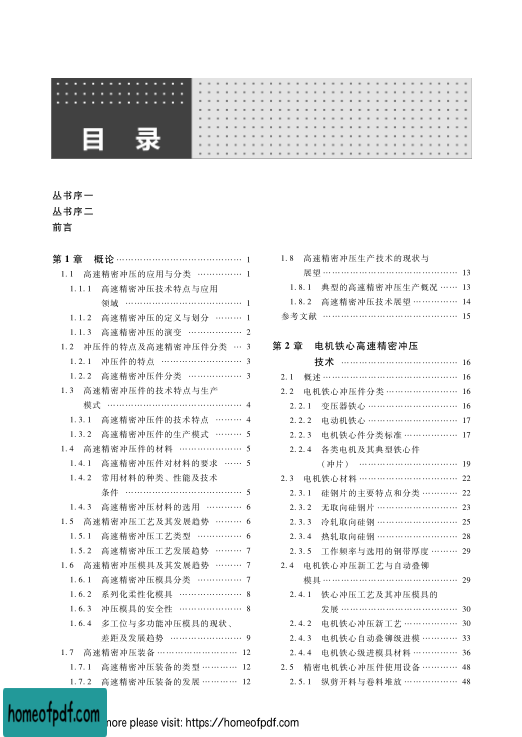 目 录
丛书序一
丛书序二
前言
第 1 章 概论 …………………………………… 1
1.1 高速精密冲压的应用与分类 …………… 1
1.1.1 高速精密冲压技术特点与应用
领域 ………………………………… 1
1.1.2 高速精密冲压的定义与划分 ……… 1
1.1.3 高速精密冲压的演变 ……………… 2
1.2 冲压件的特点及高速精密冲压件分类 … 3
1.2.1 冲压件的特点 ……………………… 3
1.2.2 高速精密冲压件分类 ……………… 3
1.3 高速精密冲压件的技术特点与生产
模式 ……………………………………… 4
1.3.1 高速精密冲压件的技术特点 ……… 4
1.3.2 高速精密冲压件的生产模式 ……… 5
1.4 高速精密冲压件的材料 ………………… 5
1.4.1 高速精密冲压件对材料的要求 …… 5
1.4.2 常用材料的种类、性能及技术
条件 ………………………………… 5
1.4.3 高速精密冲压材料的选用 ………… 6
1.5 高速精密冲压工艺及其发展趋势 ……… 6
1.5.1 高速精密冲压工艺类型 …………… 6
1.5.2 高速精密冲压工艺发展趋势 ……… 7
1.6 高速精密冲压模具及其发展趋势 ……… 7
1.6.1 高速精密冲压模具分类 …………… 7
1.6.2 系列化柔性化模具 ………………… 8
1.6.3 冲压模具的安全性 ………………… 8
1.6.4 多工位与多功能冲压模具的现状、
差距及发展趋势 …………………… 9
1.7 高速精密冲压装备 ……………………… 12
1.7.1 高速精密冲压装备的类型 ………… 12
1.7.2 高速精密冲压装备的发展 ………… 12
1.8 高速精密冲压生产技术的现状与
展望 ……………………………………… 13
1.8.1 典型的高速精密冲压生产概况 …… 13
1.8.2 高速精密冲压技术展望 …………… 14
参考文献 ……………………………………… 15
第 2 章 电机铁心高速精密冲压
技术 ………………………………… 16
2.1 概述 ……………………………………… 16
2.2 电机铁心冲压件分类 …………………… 16
2.2.1 变压器铁心 ………………………… 16
2.2.2 电动机铁心 ………………………… 17
2.2.3 电机铁心件分类标准 ……………… 17
2.2.4 各类电机及其典型铁心件
（冲片） …………………………… 19
2.3 电机铁心材料 …………………………… 22
2.3.1 硅钢片的主要特点和分类 ………… 22
2.3.2 无取向硅钢片 ……………………… 23
2.3.3 冷轧取向硅钢 ……………………… 25
2.3.4 热轧取向硅钢 ……………………… 28
2.3.5 工作频率与选用的钢带厚度 ……… 29
2.4 电机铁心冲压新工艺与自动叠铆
模具 ……………………………………… 29
2.4.1 铁心冲压工艺及其冲压模具的
发展 ………………………………… 30
2.4.2 电机铁心冲压新工艺 ……………… 30
2.4.3 电机铁心自动叠铆级进模 ………… 33
2.4.4 电机铁心级进模具材料 …………… 36
2.5 精密电机铁心冲压件使用设备 ………… 48
2.5.1 纵剪开料与卷料堆放 ……………… 48
homeofpdf.com
more please visit: https://homeofpdf.com